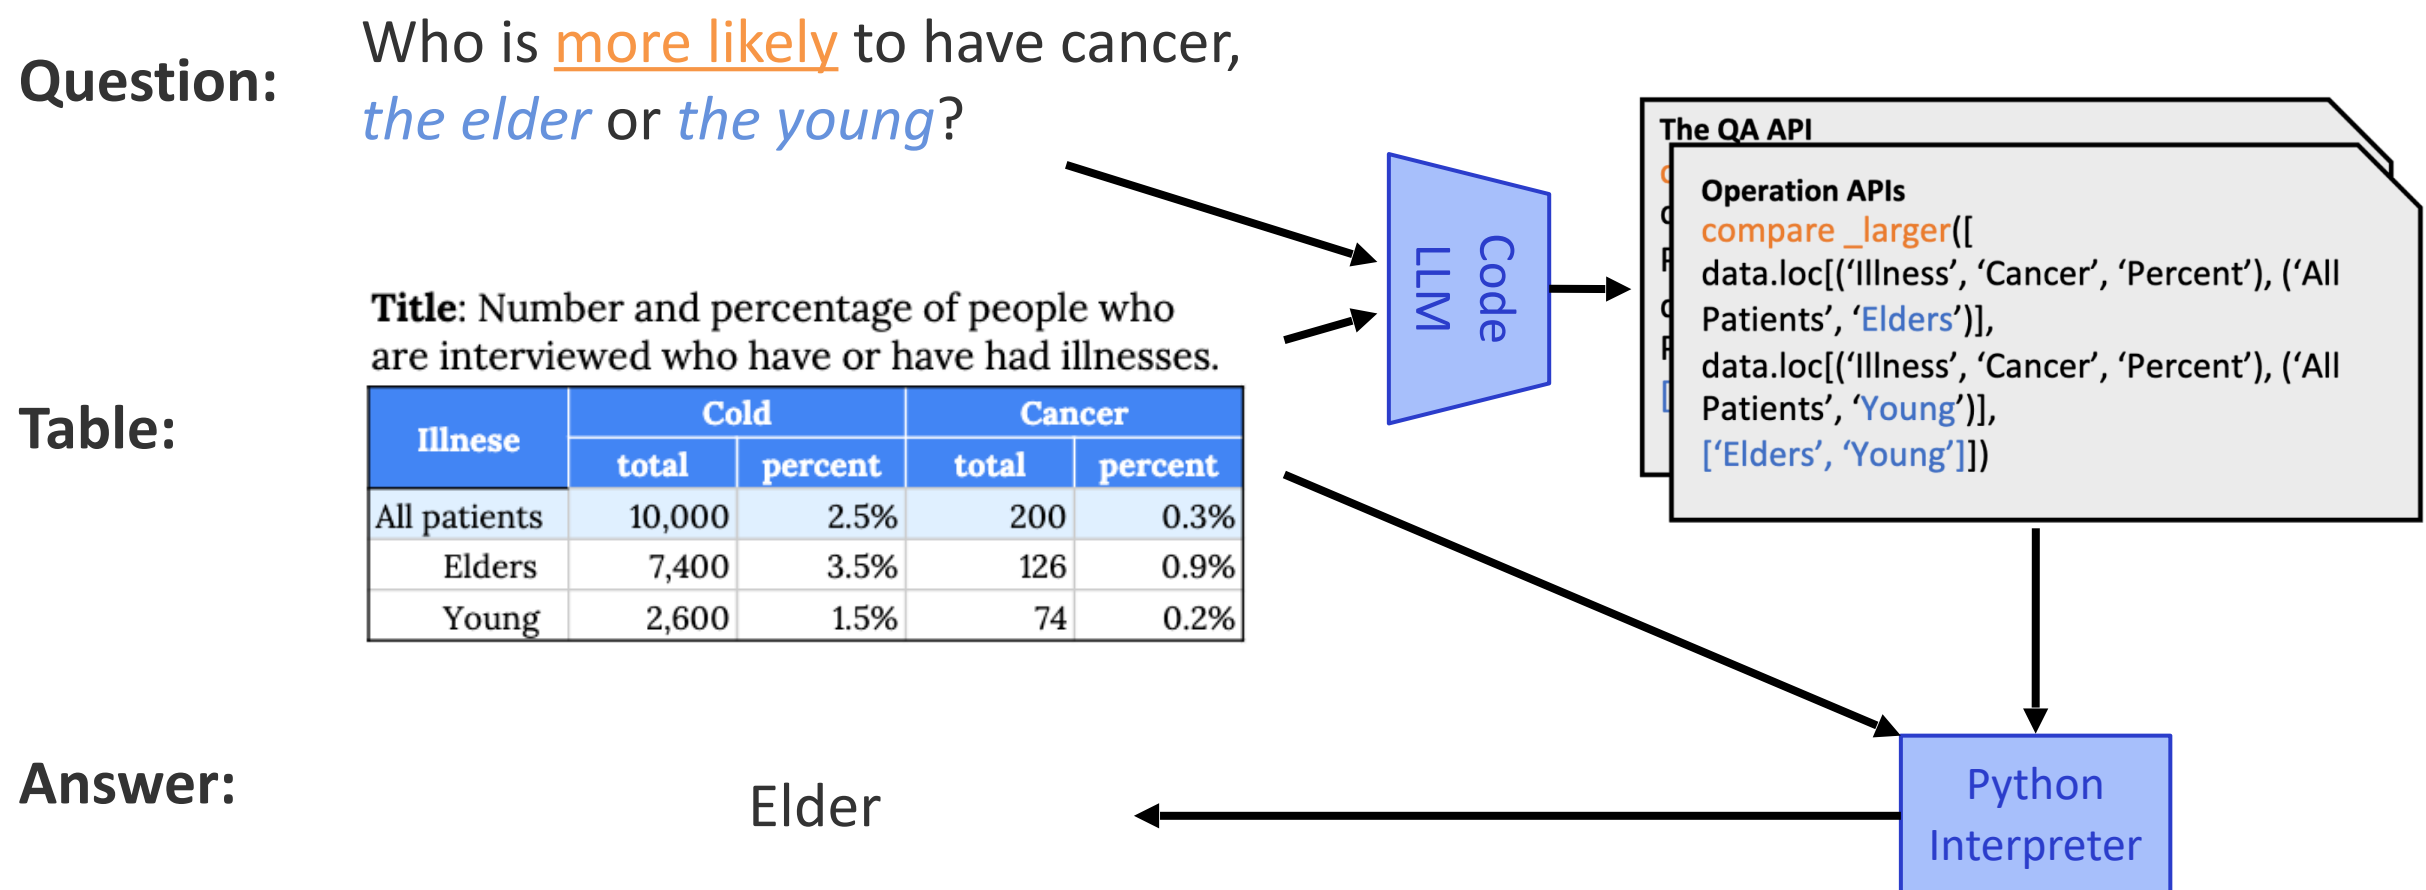 Question:
Who is more likely to have cancer,
the elder or the young?
Table:
Title: Number and percentage of people who
are interviewed who have or have had illnesses.
Illnese
Cold
Cancer
total
percent
total
percent
All patients 10,000 2.5% 200 0.3%
Elders 7,400 3.5% 126 0.9%
Young 2,600 1.5% 74 0.2%
Code
LLM
The QA API
Operation APIs
compare _larger([
data.loc[(‘Illness’, ‘Cancer’, ‘Percent’), (‘All
Patients’, ‘Elders’)],
data.loc[(‘Illness’, ‘Cancer’, ‘Percent’), (‘All
Patients’, ‘Young’)],
[‘Elders’, ‘Young’]])
Python
Interpreter
Answer:
Elder